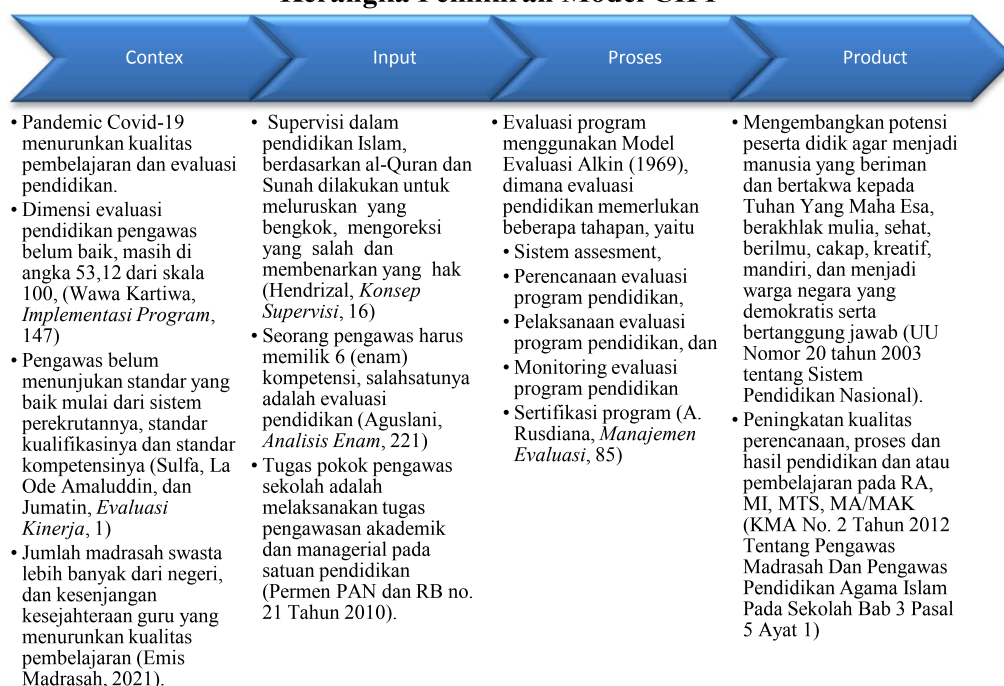 Kerangka Pemikiran Model CIPP
Contex
Input
Proses
Product
• Pandemic Covid-19
menurunkan kualitas
pembelajaran dan evaluasi
pendidikan.
• Dimensi evaluasi
pendidikan pengawas
belum baik, masih di
angka 53,12 dari skala
100, (Wawa Kartiwa,
Implementasi Program,
147)
• Pengawas belum
menunjukan standar yang
baik mulai dari sistem
perekrutannya, standar
kualifikasinya dan standar
kompetensinya (Sulfa, La
Ode Amaluddin, dan
Jumatin, Evaluasi
Kinerja, 1)
• Jumlah madrasah swasta
lebih banyak dari negeri,
dan kesenjangan
kesejahteraan guru yang
menurunkan kualitas
pembelajaran (Emis
Madrasah, 2021).
• Supervisi dalam
pendidikan Islam,
berdasarkan al-Quran dan
Sunah dilakukan untuk
meluruskan yang
bengkok, mengoreksi
yang salah dan
membenarkan yang hak
(Hendrizal, Konsep
Supervisi, 16)
• Seorang pengawas harus
memilik 6 (enam)
kompetensi, salahsatunya
adalah evaluasi
pendidikan (Aguslani,
Analisis Enam, 221)
• Tugas pokok pengawas
sekolah adalah
melaksanakan tugas
pengawasan akademik
dan managerial pada
satuan pendidikan
(Permen PAN dan RB no.
21 Tahun 2010).
• Evaluasi program
menggunakan Model
Evaluasi Alkin (1969),
dimana evaluasi
pendidikan memerlukan
beberapa tahapan, yaitu
• Sistem assesment,
• Perencanaan evaluasi
program pendidikan,
• Pelaksanaan evaluasi
program pendidikan, dan
• Monitoring evaluasi
program pendidikan
• Sertifikasi program (A.
Rusdiana, Manajemen
Evaluasi, 85)
• Mengembangkan potensi
peserta didik agar menjadi
manusia yang beriman
dan bertakwa kepada
Tuhan Yang Maha Esa,
berakhlak mulia, sehat,
berilmu, cakap, kreatif,
mandiri, dan menjadi
warga negara yang
demokratis serta
bertanggung jawab (UU
Nomor 20 tahun 2003
tentang Sistem
Pendidikan Nasional).
• Peningkatan kualitas
perencanaan, proses dan
hasil pendidikan dan atau
pembelajaran pada RA,
MI, MTS, MA/MAK
(KMA No. 2 Tahun 2012
Tentang Pengawas
Madrasah Dan Pengawas
Pendidikan Agama Islam
Pada Sekolah Bab 3 Pasal
5 Ayat 1)